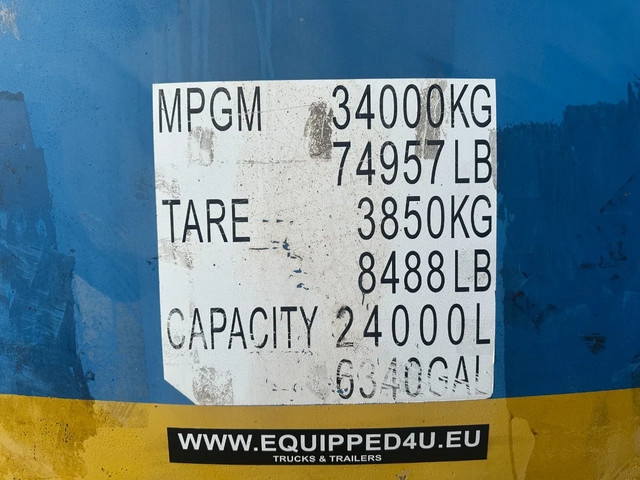 MPGM 34000KG
74957LB
TARE 3850KG
8488LB
CAPACITY 24000L
6340GAL
WWW.EQUIPPED4U.EU
TRUCKS & TRAILERS